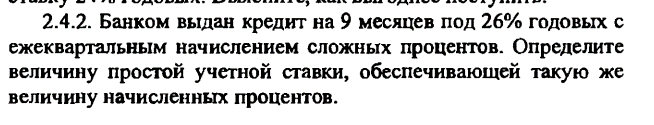 2.4.2. Банком выдан кредит на 9 месяцев под 26% годовых с
ежеквартальным начислением сложных процентов. Определите
величину простой учетной ставки, обеспечивающей такую же
величину начисленных процентов.